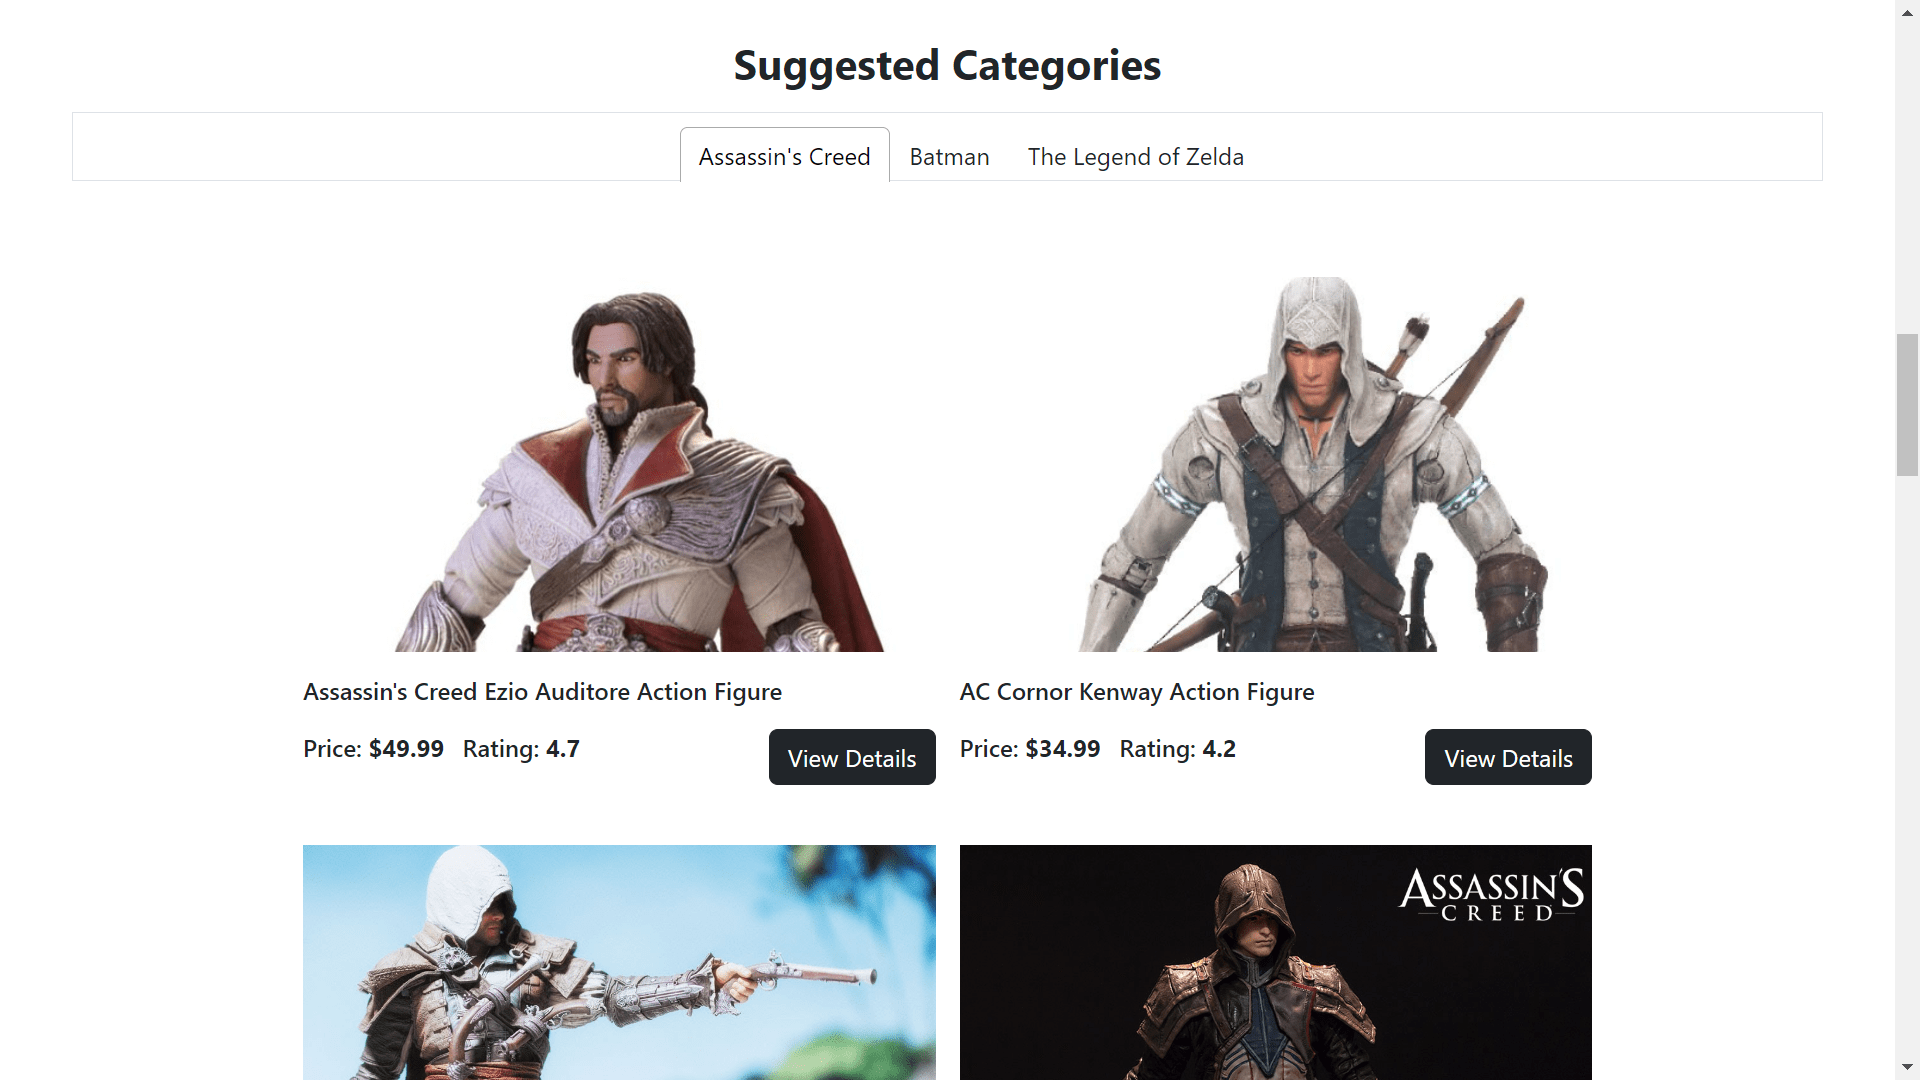 Suggested Categories
Assassin's Creed Batman The Legend of Zelda
Assassin's Creed Ezio Auditore Action Figure
Price: $49.99 Rating: 4.7 View Details
AC Cornor Kenway Action Figure
Price: $34.99 Rating: 4.2 View Details
ASSASSIN'S
CREED